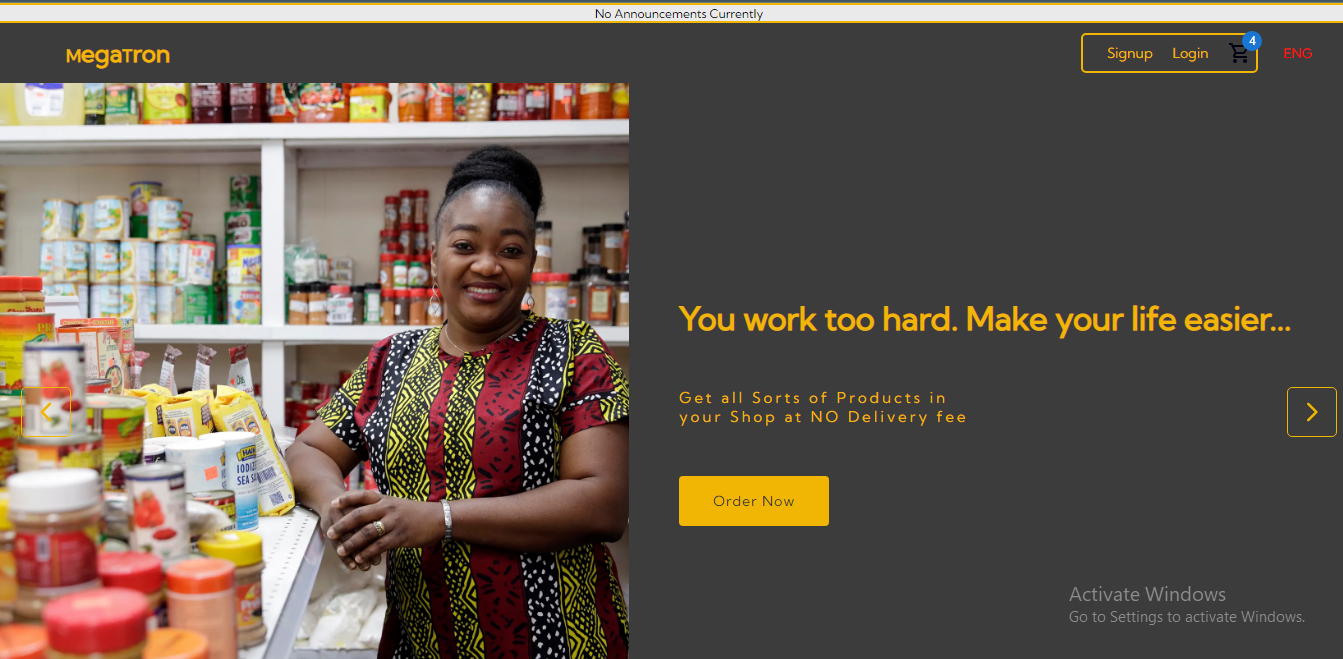 No Announcements Currently
MegaTron
Signup Login 4 ENG
You work too hard. Make your life easier...
Get all Sorts of Products in
your Shop at NO Delivery fee
Order Now
IODIZED
SEA SALT
Activate Windows
Go to Settings to activate Windows.